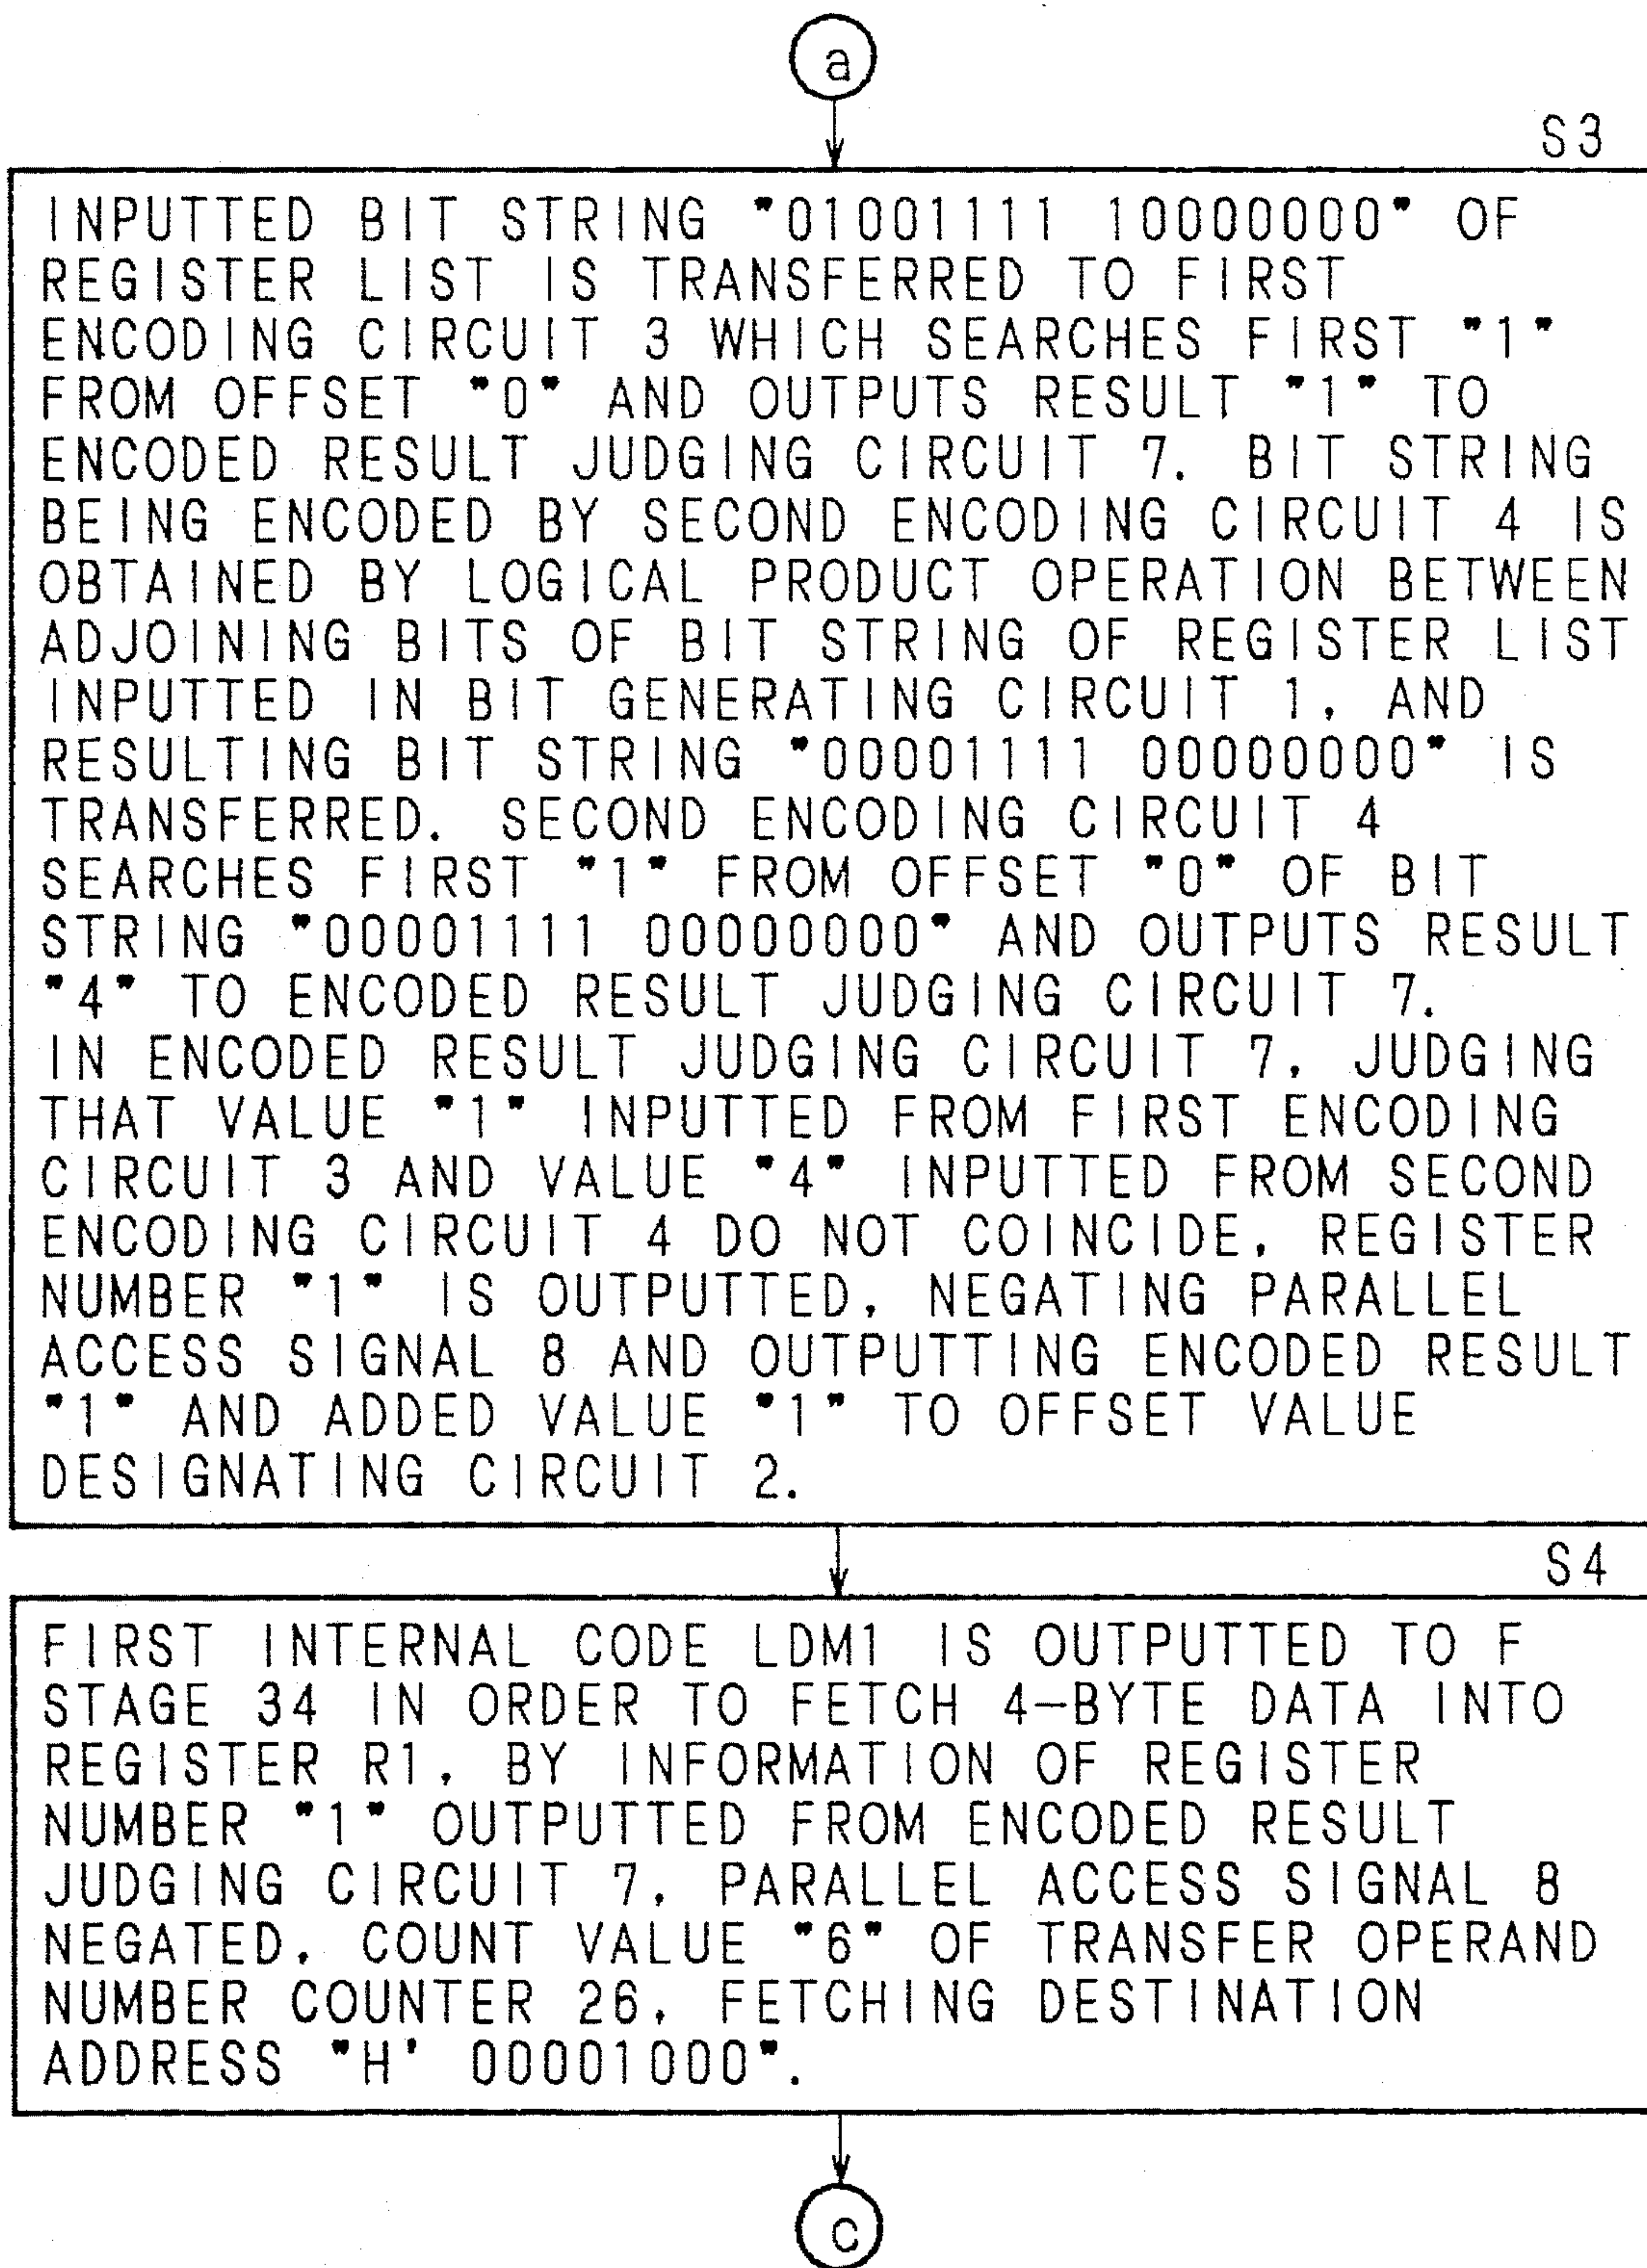 a
S3
INPUTTED BIT STRING "01001111 10000000" OF
REGISTER LIST IS TRANSFERRED TO FIRST
ENCODING CIRCUIT 3 WHICH SEARCHES FIRST "1"
FROM OFFSET "0" AND OUTPUTS RESULT "1" TO
ENCODED RESULT JUDGING CIRCUIT 7. BIT STRING
BEING ENCODED BY SECOND ENCODING CIRCUIT 4 IS
OBTAINED BY LOGICAL PRODUCT OPERATION BETWEEN
ADJOINING BITS OF BIT STRING OF REGISTER LIST
INPUTTED IN BIT GENERATING CIRCUIT 1, AND
RESULTING BIT STRING "00001111 00000000" IS
TRANSFERRED. SECOND ENCODING CIRCUIT 4
SEARCHES FIRST "1" FROM OFFSET "0" OF BIT
STRING "00001111 00000000" AND OUTPUTS RESULT
"4" TO ENCODED RESULT JUDGING CIRCUIT 7.
IN ENCODED RESULT JUDGING CIRCUIT 7, JUDGING
THAT VALUE "1" INPUTTED FROM FIRST ENCODING
CIRCUIT 3 AND VALUE "4" INPUTTED FROM SECOND
ENCODING CIRCUIT 4 DO NOT COINCIDE, REGISTER
NUMBER "1" IS OUTPUTTED, NEGATING PARALLEL
ACCESS SIGNAL 8 AND OUTPUTTING ENCODED RESULT
"1" AND ADDED VALUE "1" TO OFFSET VALUE
DESIGNATING CIRCUIT 2.
S4
FIRST INTERNAL CODE LDM1 IS OUTPUTTED TO F
STAGE 34 IN ORDER TO FETCH 4-BYTE DATA INTO
REGISTER R1, BY INFORMATION OF REGISTER
NUMBER "1" OUTPUTTED FROM ENCODED RESULT
JUDGING CIRCUIT 7, PARALLEL ACCESS SIGNAL 8
NEGATED, COUNT VALUE "6" OF TRANSFER OPERAND
NUMBER COUNTER 26, FETCHING DESTINATION
ADDRESS "H' 00001000".
c